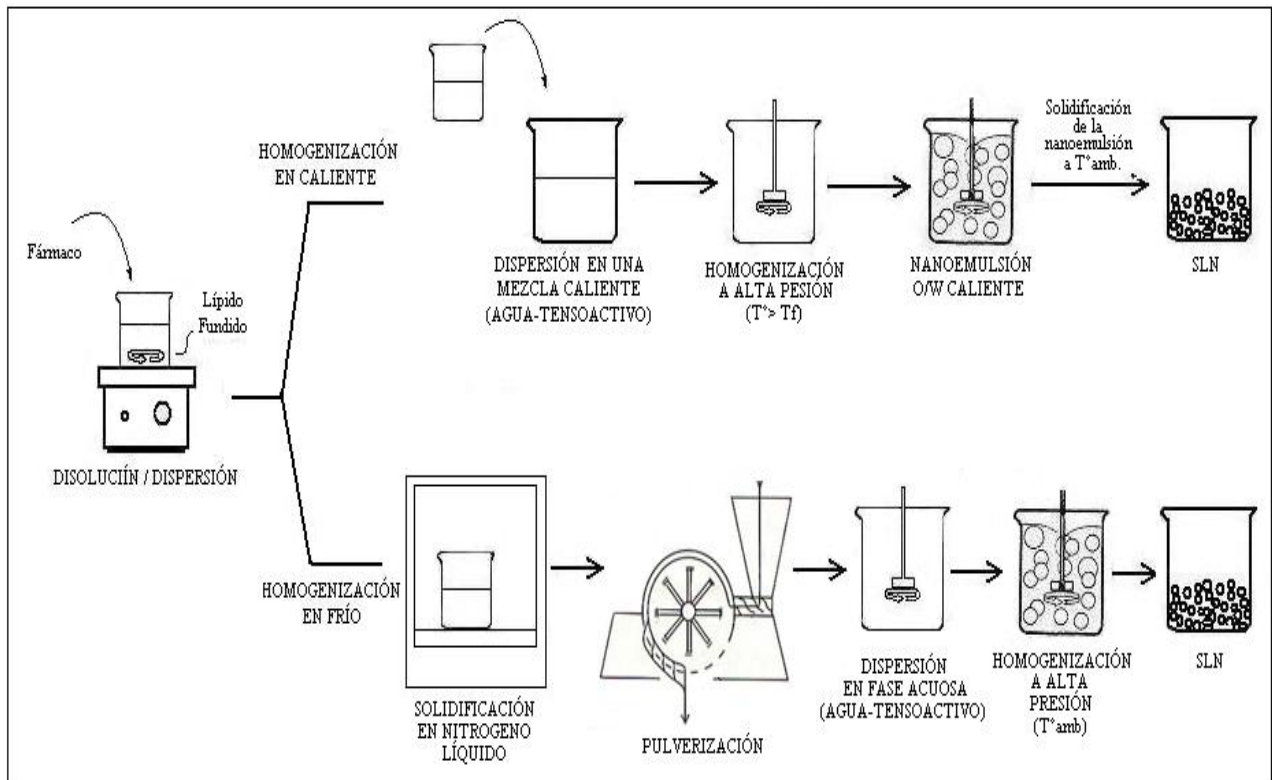 Fármaco
Lípido
Fundido
DISOLUCIÍN / DISPERSIÓN
HOMOGENIZACIÓN
EN CALIENTE
DISPERSIÓN EN UNA
MEZCLA CALIENTE
(AGUA-TENSOACTIVO)
HOMOGENIZACIÓN
A ALTA PESIÓN
(T°> Tf)
NANOEMULSIÓN
O/W CALIENTE
Solidificación
de la
nanoemulsión
a T°amb.
SLN
HOMOGENIZACIÓN
EN FRÍO
SOLIDIFICACIÓN
EN NITROGENO
LÍQUIDO
PULVERIZACIÓN
DISPERSIÓN
EN FASE ACUOSA
(AGUA-TENSOACTIVO)
HOMOGENIZACIÓN
A ALTA
PRESIÓN
(T°amb)
SLN